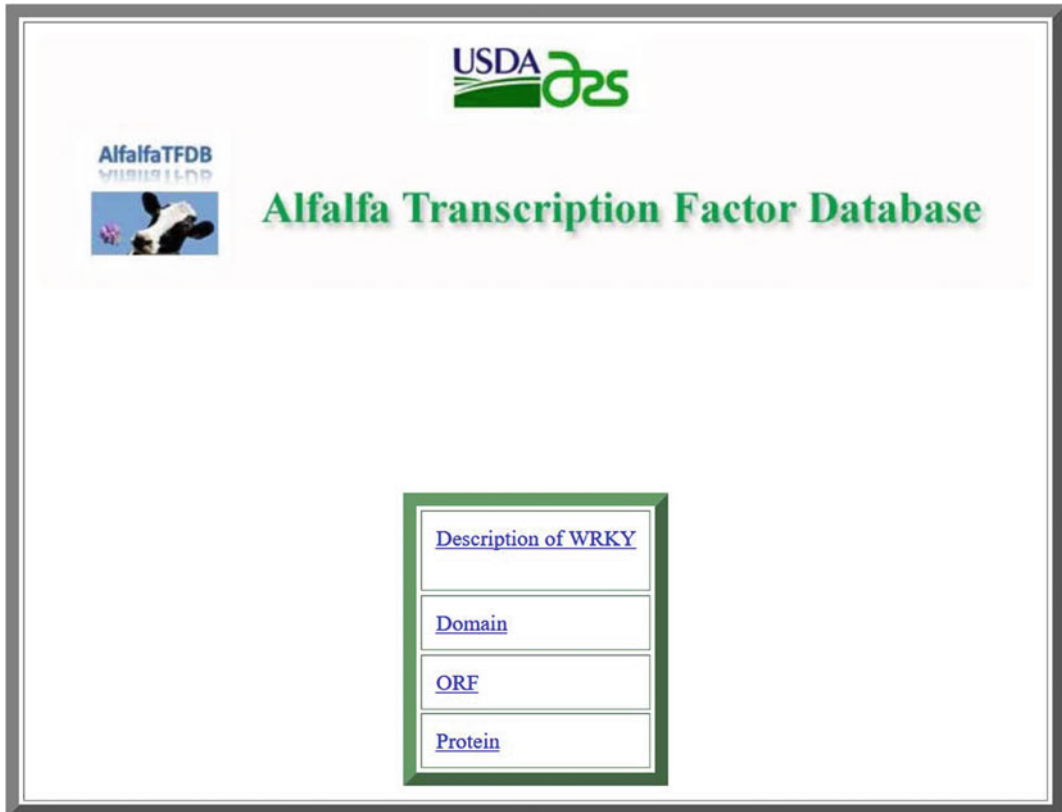 USDA ars
AlfalfaTFDB
Alfalfa Transcription Factor Database
Description of WRKY
Domain
ORF
Protein